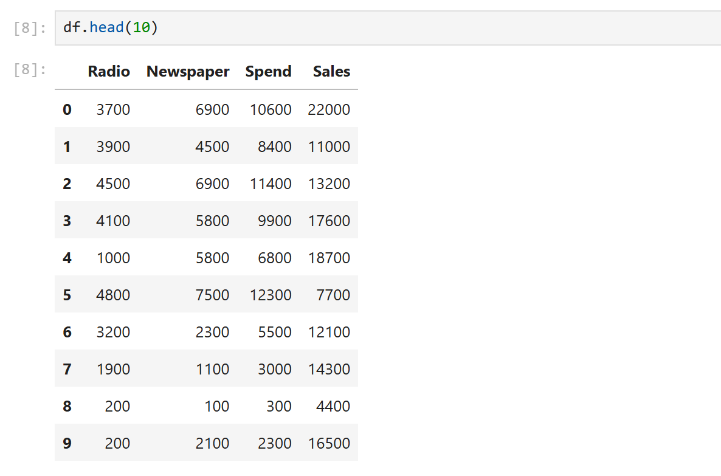 [8]: df.head(10)
[8]: Radio Newspaper Spend Sales
0 3700 6900 10600 22000
1 3900 4500 8400 11000
2 4500 6900 11400 13200
3 4100 5800 9900 17600
4 1000 5800 6800 18700
5 4800 7500 12300 7700
6 3200 2300 5500 12100
7 1900 1100 3000 14300
8 200 100 300 4400
9 200 2100 2300 16500